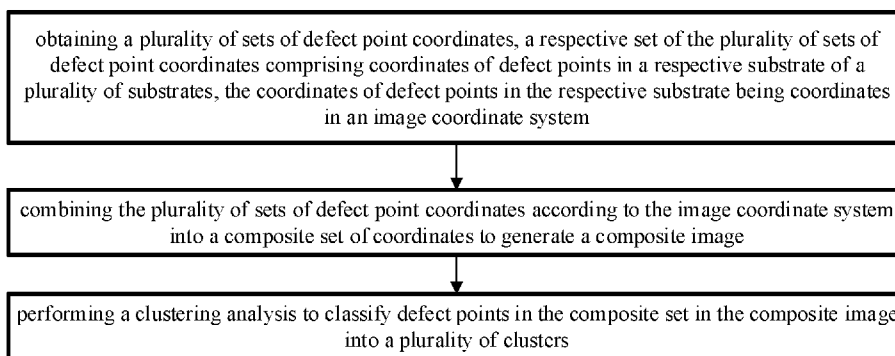 obtaining a plurality of sets of defect point coordinates, a respective set of the plurality of sets of
defect point coordinates comprising coordinates of defect points in a respective substrate of a
plurality of substrates, the coordinates of defect points in the respective substrate being coordinates
in an image coordinate system
combining the plurality of sets of defect point coordinates according to the image coordinate system
into a composite set of coordinates to generate a composite image
performing a clustering analysis to classify defect points in the composite set in the composite image
into a plurality of clusters